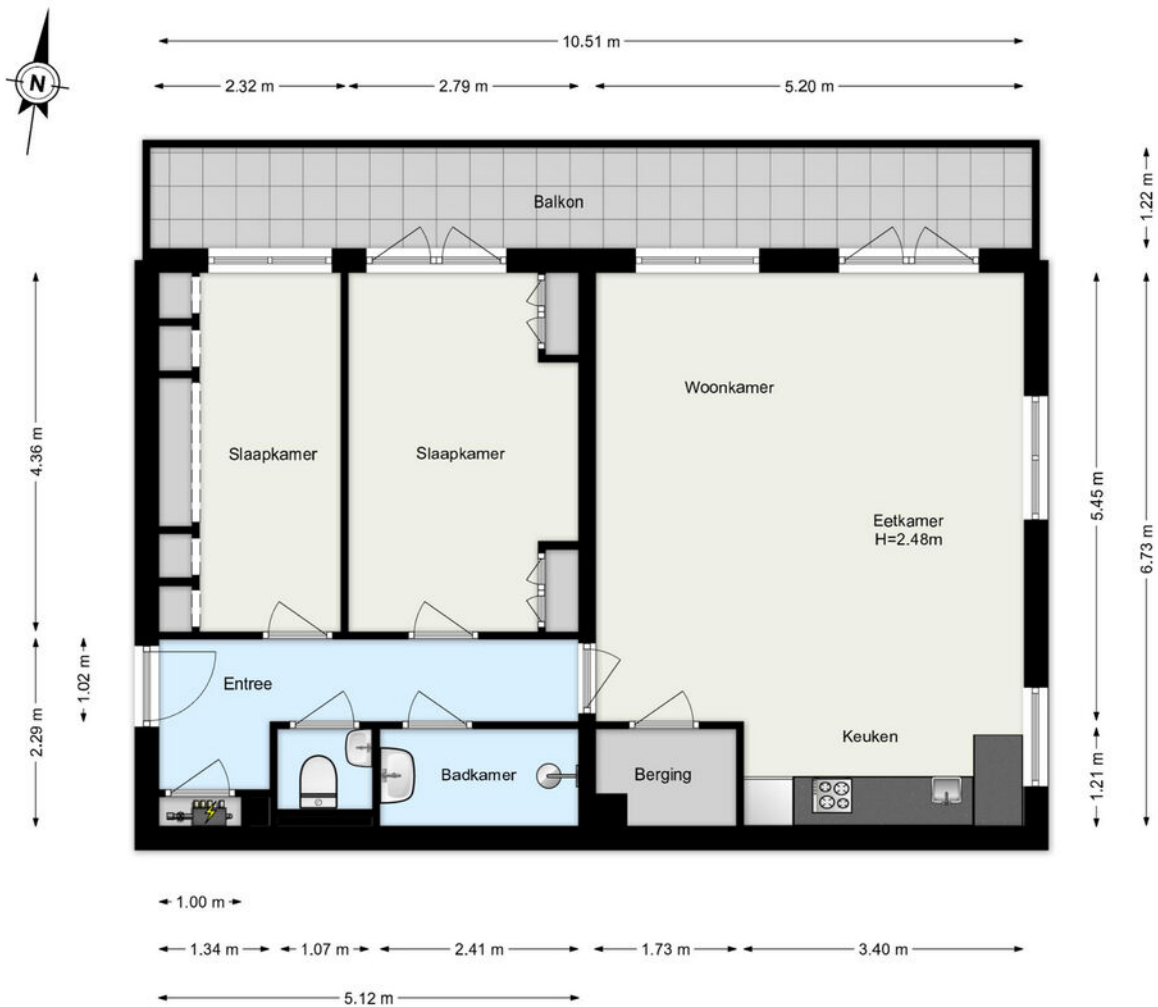 N
10.51 m
2.32 m
2.79 m
5.20 m
Balkon
1.22 m
Woonkamer
Slaapkamer
Slaapkamer
4.36 m
5.45 m
6.73 m
Eetkamer
H=2.48m
Entree
1.02 m
2.29 m
Keuken
Badkamer
Berging
1.21 m
1.00 m
1.34 m
1.07 m
2.41 m
1.73 m
3.40 m
5.12 m